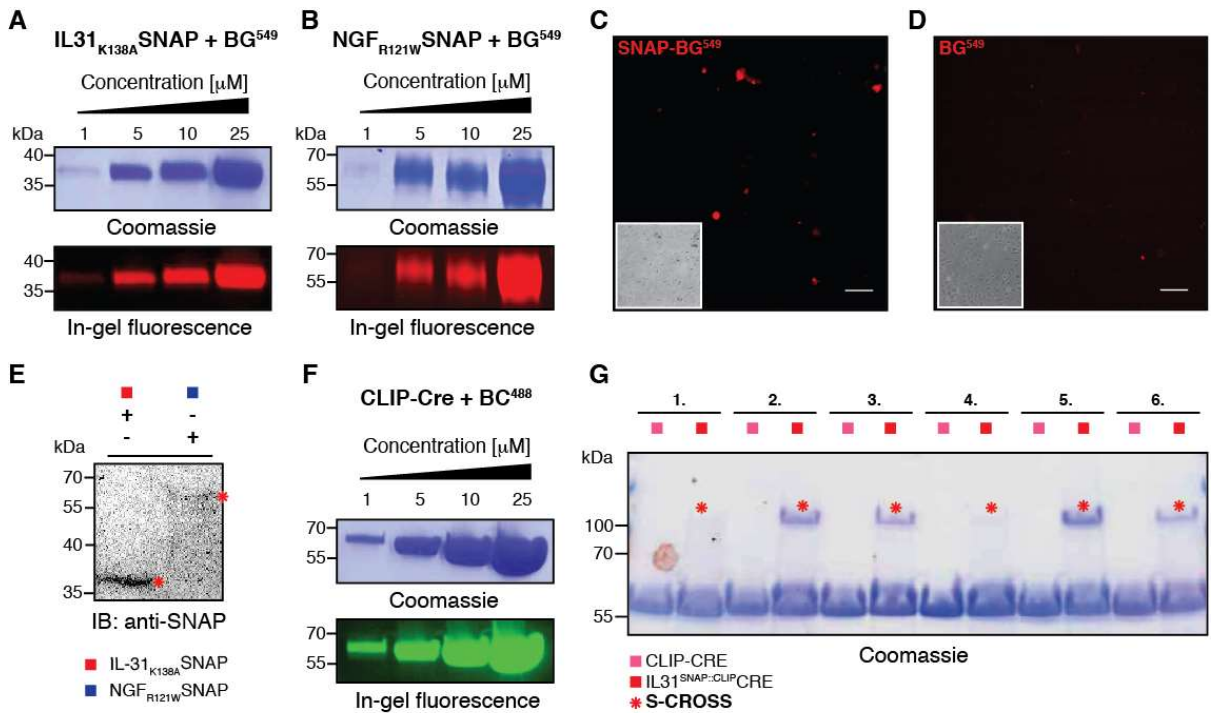 A
IL31K138ASNAP + BG549
Concentration [μM]
kDa
1 5 10 25
40
35
Coomassie
40
35
In-gel fluorescence
B
NGFR121WSNAP + BG549
Concentration [μM]
1 5 10 25
70
55
Coomassie
70
55
In-gel fluorescence
C
SNAP-BG549
D
BG549
E
+ -
- +
kDa
70
55
40
35
IB: anti-SNAP
IL-31K138ASNAP
NGFR121WSNAP
F
CLIP-Cre + BC488
Concentration [μM]
kDa
1 5 10 25
70
55
Coomassie
70
55
In-gel fluorescence
G
1. 2. 3. 4. 5. 6.
kDa
100
70
55
Coomassie
CLIP-CRE
IL31SNAP::CLIPCRE
S-CROSS